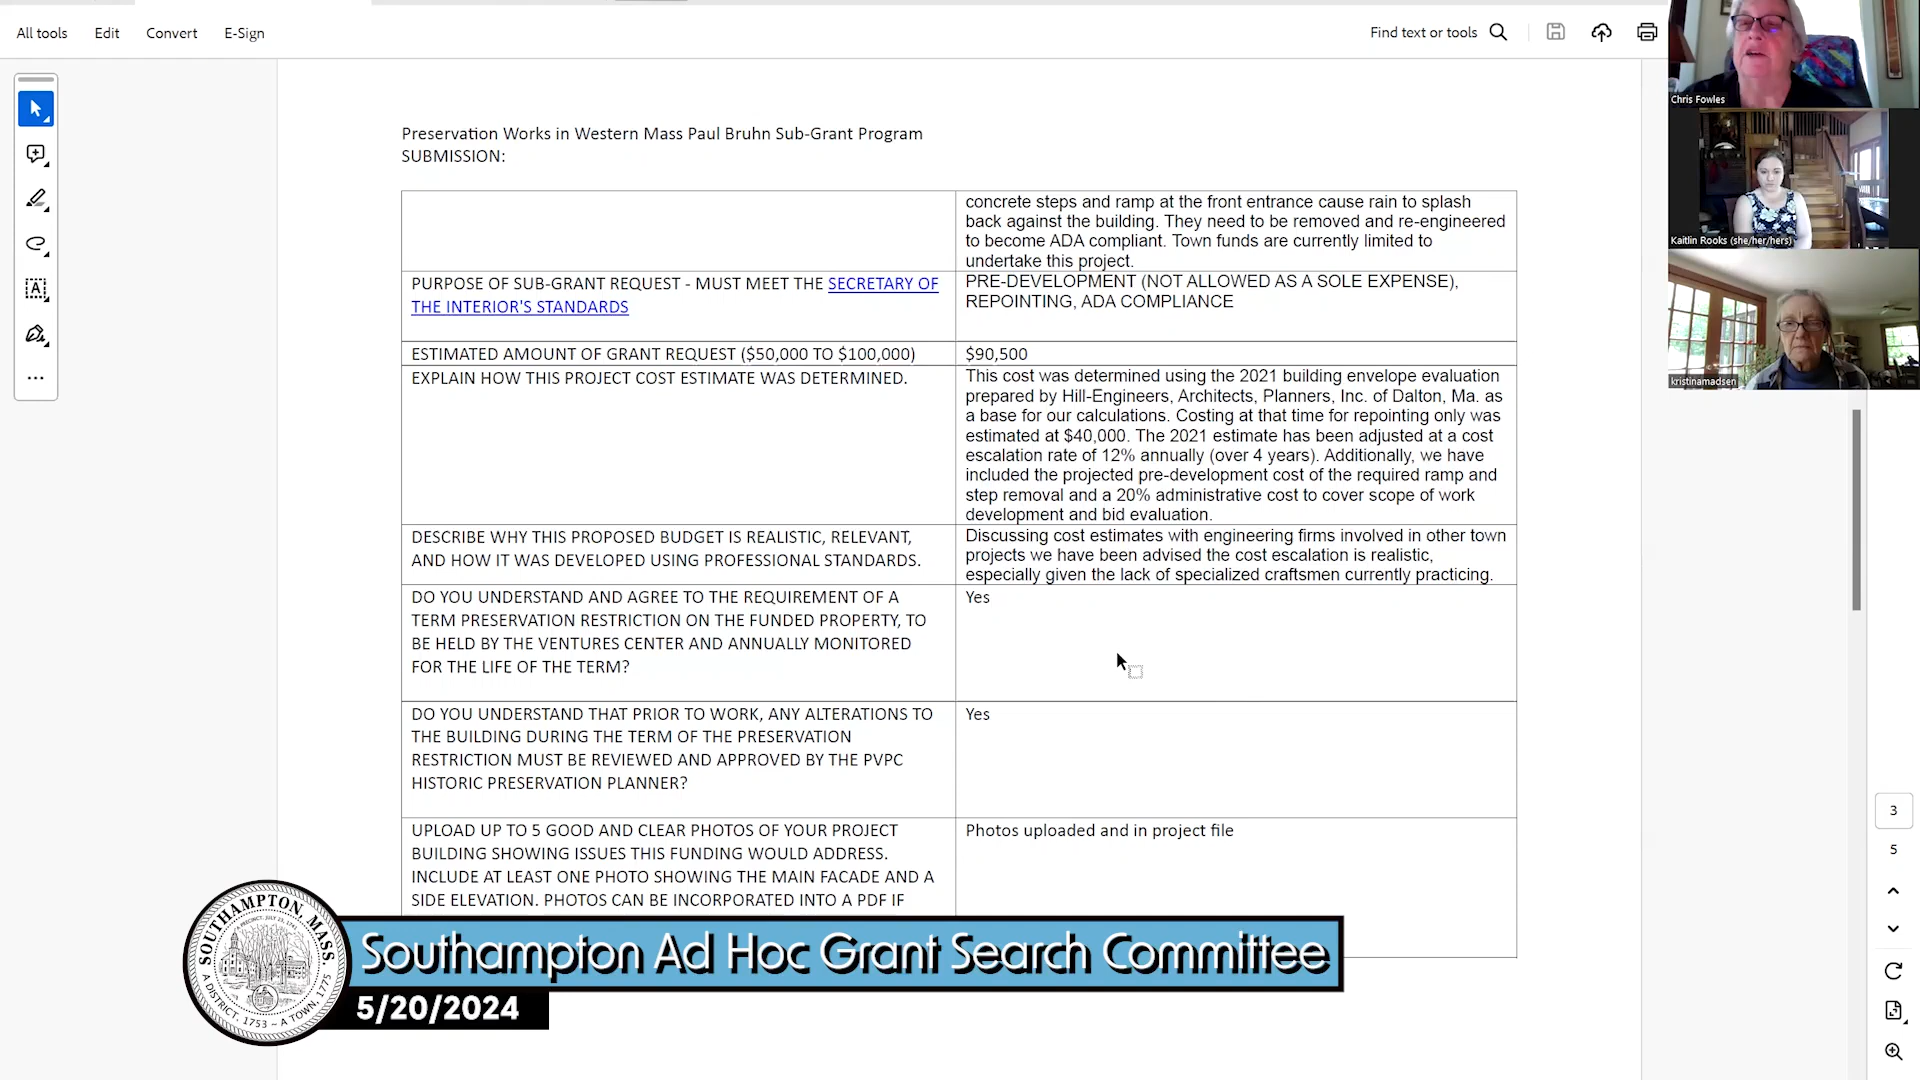 All tools Edit Convert E-Sign
Find text or tools
Chris Fowles
Kaitlin Rooks (she/her/hers)
kristinamadsen
Preservation Works in Western Mass Paul Bruhn Sub-Grant Program
SUBMISSION:
concrete steps and ramp at the front entrance cause rain to splash
back against the building. They need to be removed and re-engineered
to become ADA compliant. Town funds are currently limited to
undertake this project.
PURPOSE OF SUB-GRANT REQUEST - MUST MEET THE SECRETARY OF
THE INTERIOR'S STANDARDS
PRE-DEVELOPMENT (NOT ALLOWED AS A SOLE EXPENSE),
REPOINTING, ADA COMPLIANCE
ESTIMATED AMOUNT OF GRANT REQUEST ($50,000 TO $100,000)
$90,500
EXPLAIN HOW THIS PROJECT COST ESTIMATE WAS DETERMINED.
This cost was determined using the 2021 building envelope evaluation
prepared by Hill-Engineers, Architects, Planners, Inc. of Dalton, Ma. as
a base for our calculations. Costing at that time for repointing only was
estimated at $40,000. The 2021 estimate has been adjusted at a cost
escalation rate of 12% annually (over 4 years). Additionally, we have
included the projected pre-development cost of the required ramp and
step removal and a 20% administrative cost to cover scope of work
development and bid evaluation.
DESCRIBE WHY THIS PROPOSED BUDGET IS REALISTIC, RELEVANT,
AND HOW IT WAS DEVELOPED USING PROFESSIONAL STANDARDS.
Discussing cost estimates with engineering firms involved in other town
projects we have been advised the cost escalation is realistic,
especially given the lack of specialized craftsmen currently practicing.
DO YOU UNDERSTAND AND AGREE TO THE REQUIREMENT OF A
TERM PRESERVATION RESTRICTION ON THE FUNDED PROPERTY, TO
BE HELD BY THE VENTURES CENTER AND ANNUALLY MONITORED
FOR THE LIFE OF THE TERM?
Yes
DO YOU UNDERSTAND THAT PRIOR TO WORK, ANY ALTERATIONS TO
THE BUILDING DURING THE TERM OF THE PRESERVATION
RESTRICTION MUST BE REVIEWED AND APPROVED BY THE PVPC
HISTORIC PRESERVATION PLANNER?
Yes
UPLOAD UP TO 5 GOOD AND CLEAR PHOTOS OF YOUR PROJECT
BUILDING SHOWING ISSUES THIS FUNDING WOULD ADDRESS.
INCLUDE AT LEAST ONE PHOTO SHOWING THE MAIN FACADE AND A
SIDE ELEVATION. PHOTOS CAN BE INCORPORATED INTO A PDF IF
Photos uploaded and in project file
3
5
SOUTHAMPTON, MASS.
A DISTRICT, 1753 ~ A TOWN, 1775
Southampton Ad Hoc Grant Search Committee
5/20/2024